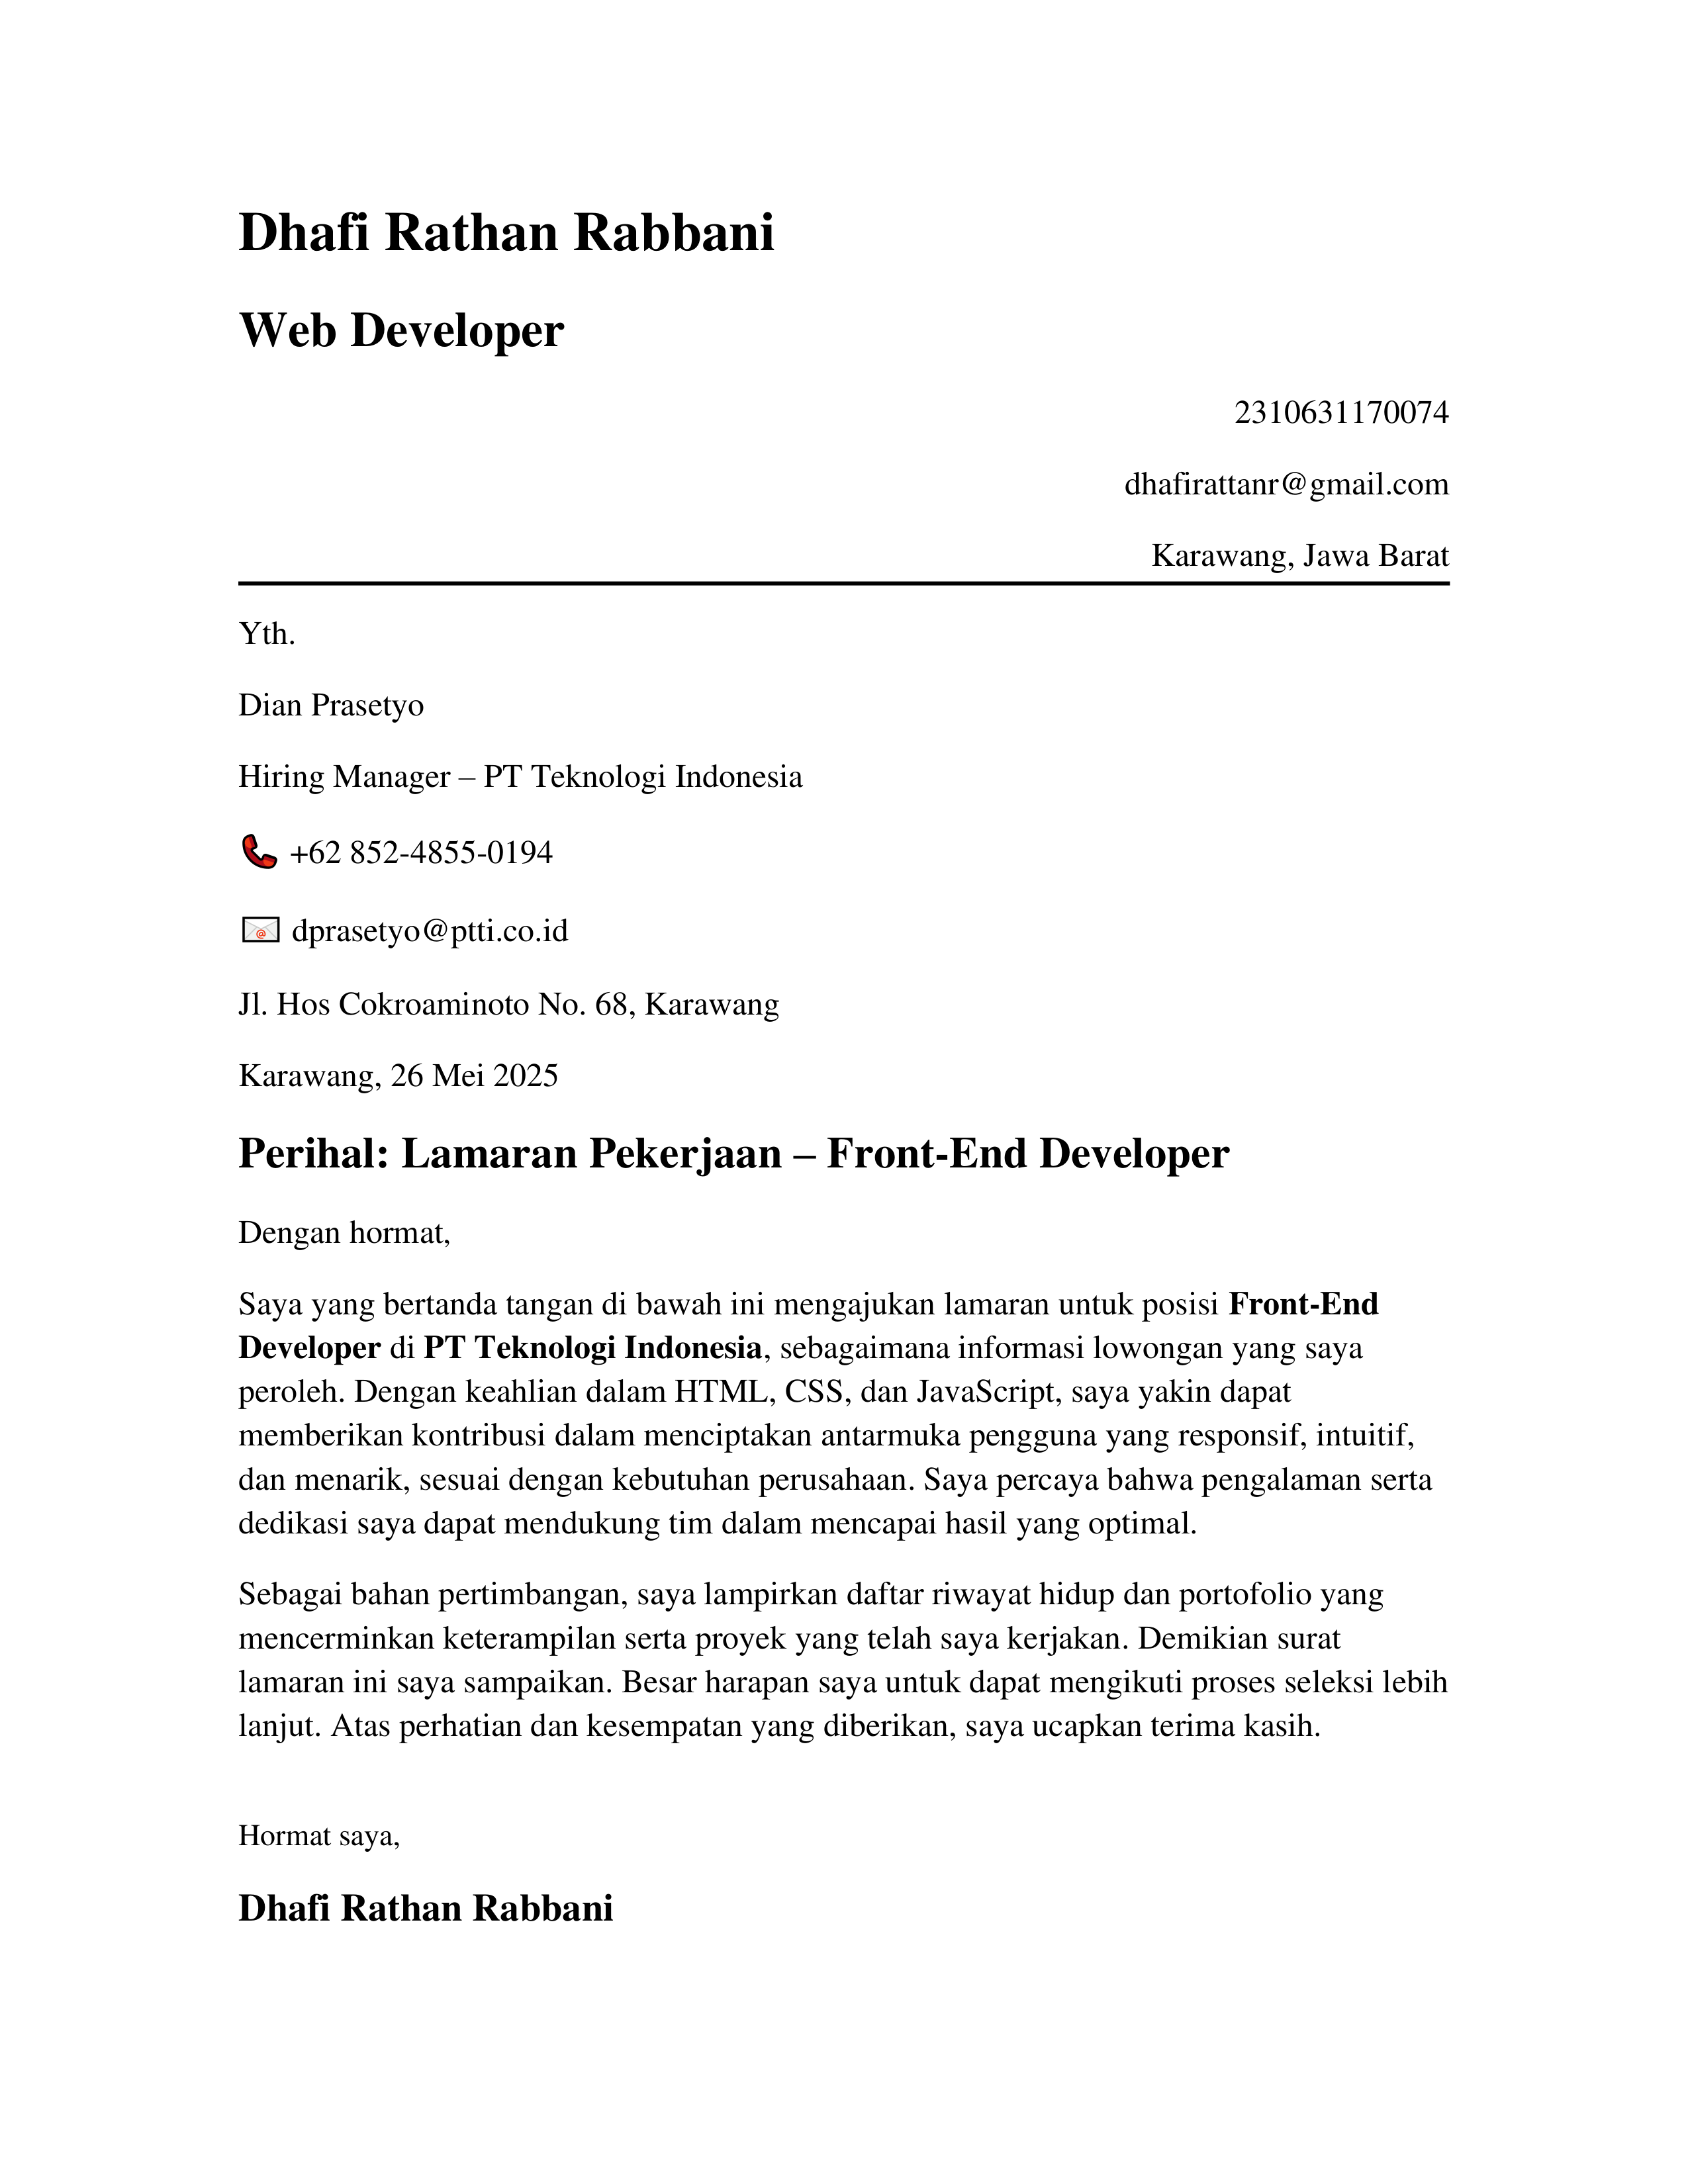 Dhafi Rathan Rabbani
Web Developer
2310631170074
dhafirattanr@gmail.com
Karawang, Jawa Barat
Yth.
Dian Prasetyo
Hiring Manager – PT Teknologi Indonesia
📞 +62 852-4855-0194
📧 dprasetyo@ptti.co.id
Jl. Hos Cokroaminoto No. 68, Karawang
Karawang, 26 Mei 2025
Perihal: Lamaran Pekerjaan – Front-End Developer
Dengan hormat,
Saya yang bertanda tangan di bawah ini mengajukan lamaran untuk posisi Front-End
Developer di PT Teknologi Indonesia, sebagaimana informasi lowongan yang saya
peroleh. Dengan keahlian dalam HTML, CSS, dan JavaScript, saya yakin dapat
memberikan kontribusi dalam menciptakan antarmuka pengguna yang responsif, intuitif,
dan menarik, sesuai dengan kebutuhan perusahaan. Saya percaya bahwa pengalaman serta
dedikasi saya dapat mendukung tim dalam mencapai hasil yang optimal.
Sebagai bahan pertimbangan, saya lampirkan daftar riwayat hidup dan portofolio yang
mencerminkan keterampilan serta proyek yang telah saya kerjakan. Demikian surat
lamaran ini saya sampaikan. Besar harapan saya untuk dapat mengikuti proses seleksi lebih
lanjut. Atas perhatian dan kesempatan yang diberikan, saya ucapkan terima kasih.
Hormat saya,
Dhafi Rathan Rabbani